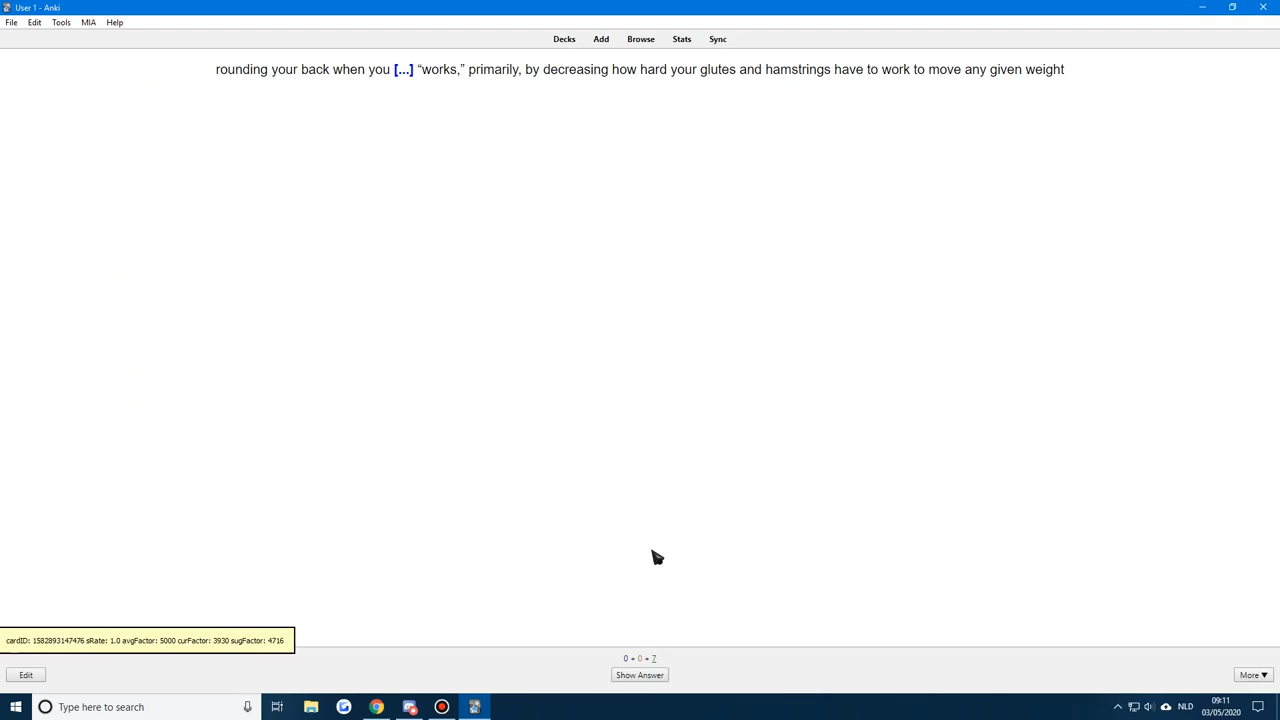 User 1 - Anki
File Edit Tools MIA Help
Decks Add Browse Stats Sync
rounding your back when you [...] “works,” primarily, by decreasing how hard your glutes and hamstrings have to work to move any given weight
cardID: 1582893147476 sRate: 1.0 avgFactor: 5000 curFactor: 3930 sugFactor: 4716
0 + 0 + 7
Edit Show Answer More ▼
Type here to search
NLD
09:11
03/05/2020